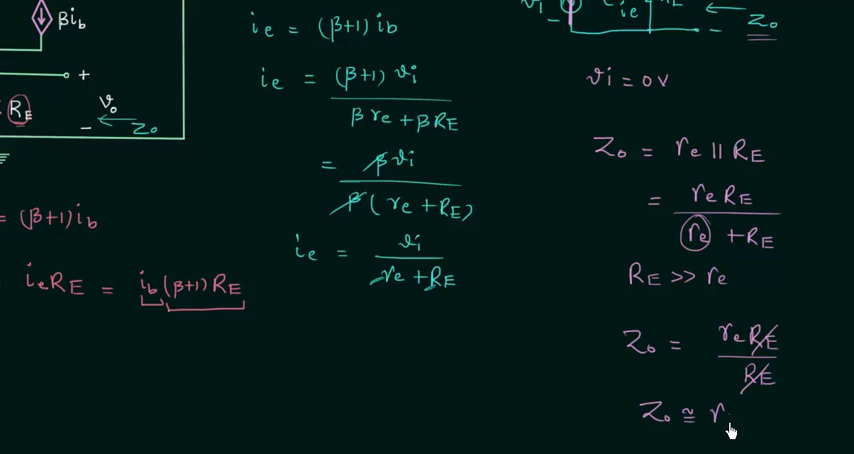 βib
+
RE
vo
-
Zo
= (β+1)ib
ieRE = ib(β+1)RE
ie = (β+1)ib
ie = (β+1)vi
βre + βRE
= βvi
β(re + RE)
ie = vi
re + RE
vi
-
ie
-
Zo
vi = 0V
Zo = re || RE
= reRE
re + RE
RE >> re
Zo = reRE
RE
Zo ≅ r